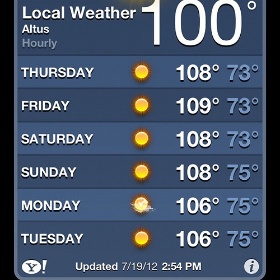 Local Weather 100°
Altus
Hourly
THURSDAY 108° 73°
FRIDAY 109° 73°
SATURDAY 108° 73°
SUNDAY 108° 75°
MONDAY 106° 75°
TUESDAY 106° 75°
Y! Updated 7/19/12 2:54 PM i